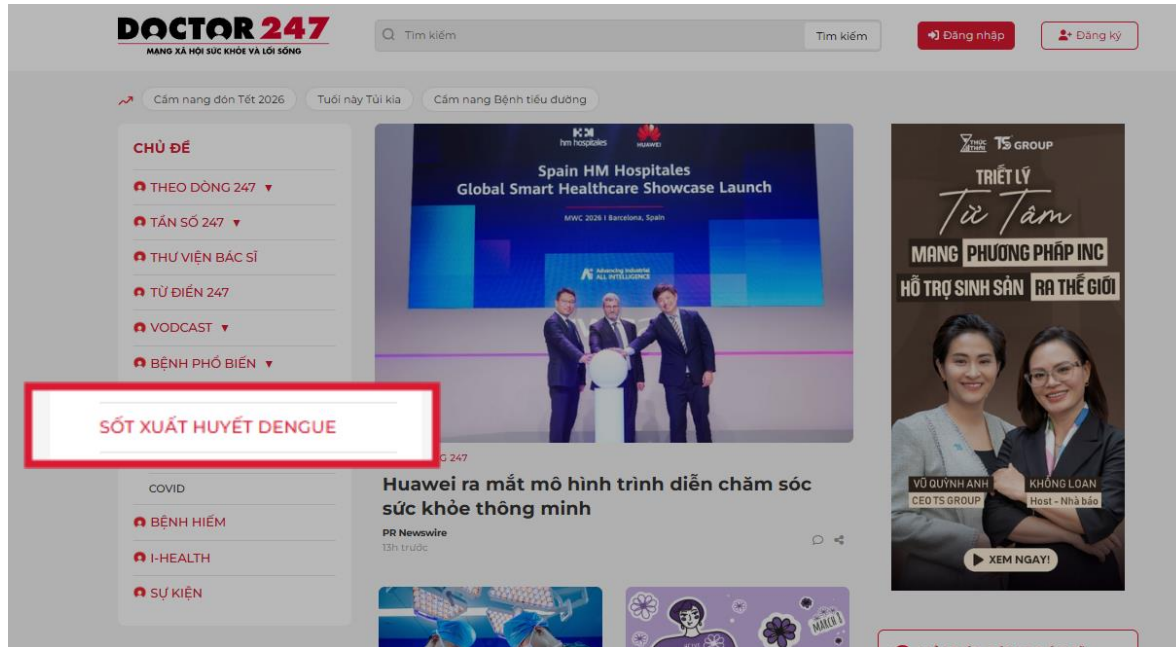 DOCTOR 247
MẠNG XÃ HỘI SỨC KHỎE VÀ LỐI SỐNG
Tìm kiếm
Tìm kiếm
Đăng nhập
Đăng ký
Cẩm nang đón Tết 2026
Tuổi này Tủi kia
Cẩm nang Bệnh tiểu đường
CHỦ ĐỀ
THEO DÒNG 247
TẦN SỐ 247
THƯ VIỆN BÁC SĨ
TỪ ĐIỂN 247
VODCAST
BỆNH PHỔ BIẾN
SỐT XUẤT HUYẾT DENGUE
COVID
BỆNH HIẾM
I-HEALTH
SỰ KIỆN
hm hospitales
HUAWEI
Spain HM Hospitales
Global Smart Healthcare Showcase Launch
MWC 2026 | Barcelona, Spain
Advancing Industrial
ALL INTELLIGENCE
G 247
Huawei ra mắt mô hình trình diễn chăm sóc
sức khỏe thông minh
PR Newswire
13h trước
MARCH 1
THỨC
THÁI
TS GROUP
TRIẾT LÝ
Từ Tâm
MANG PHƯƠNG PHÁP INC
HỖ TRỢ SINH SẢN RA THẾ GIỚI
VŨ QUỲNH ANH
CEO TS GROUP
KHỔNG LOAN
Host - Nhà báo
XEM NGAY!